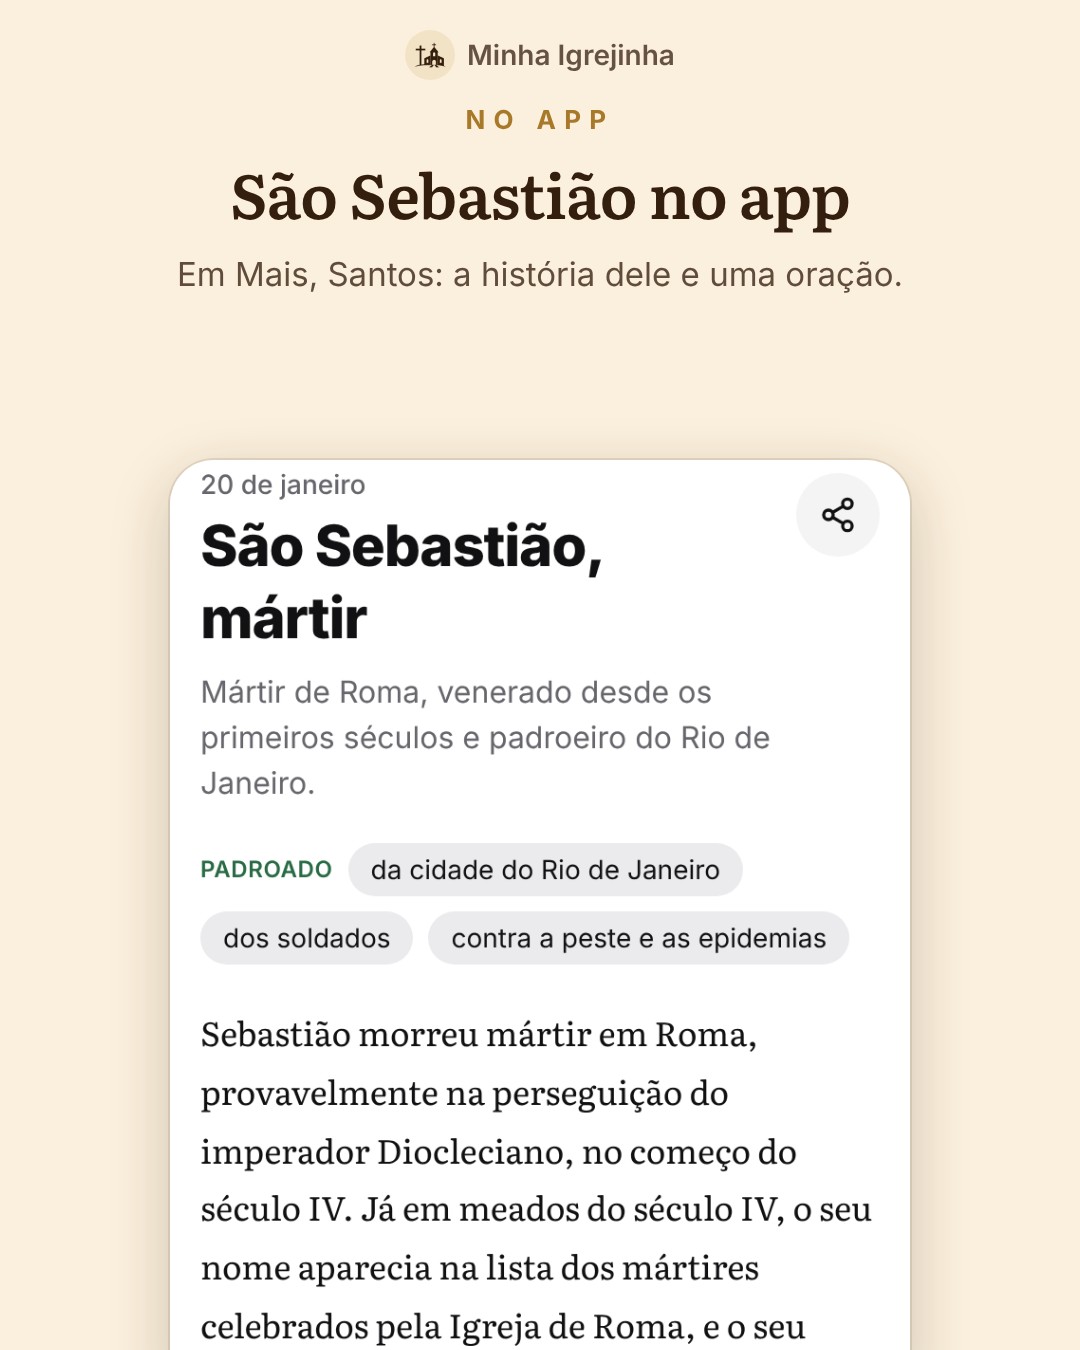 Minha Igrejinha
NO APP
São Sebastião no app
Em Mais, Santos: a história dele e uma oração.
20 de janeiro
São Sebastião,
mártir
Mártir de Roma, venerado desde os
primeiros séculos e padroeiro do Rio de
Janeiro.
PADROADO da cidade do Rio de Janeiro
dos soldados contra a peste e as epidemias
Sebastião morreu mártir em Roma,
provavelmente na perseguição do
imperador Diocleciano, no começo do
século IV. Já em meados do século IV, o seu
nome aparecia na lista dos mártires
celebrados pela Igreja de Roma, e o seu